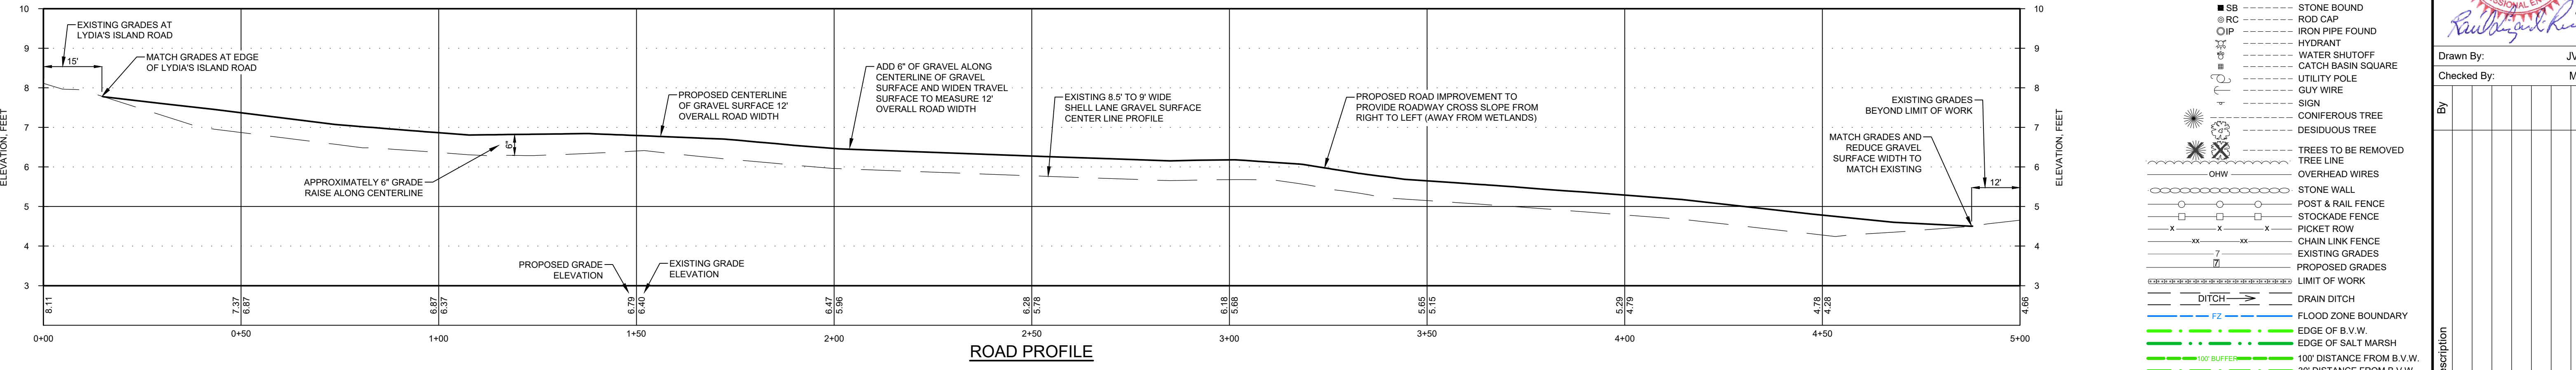 10
9
8
7
6
5
4
3
ELEVATION, FEET
EXISTING GRADES AT
LYDIA'S ISLAND ROAD
15'
MATCH GRADES AT EDGE
OF LYDIA'S ISLAND ROAD
APPROXIMATELY 6" GRADE
RAISE ALONG CENTERLINE
6"
PROPOSED CENTERLINE
OF GRAVEL SURFACE 12'
OVERALL ROAD WIDTH
PROPOSED GRADE
ELEVATION
EXISTING GRADE
ELEVATION
ADD 6" OF GRAVEL ALONG
CENTERLINE OF GRAVEL
SURFACE AND WIDEN TRAVEL
SURFACE TO MEASURE 12'
OVERALL ROAD WIDTH
EXISTING 8.5' TO 9' WIDE
SHELL LANE GRAVEL SURFACE
CENTER LINE PROFILE
PROPOSED ROAD IMPROVEMENT TO
PROVIDE ROADWAY CROSS SLOPE FROM
RIGHT TO LEFT (AWAY FROM WETLANDS)
EXISTING GRADES
BEYOND LIMIT OF WORK
MATCH GRADES AND
REDUCE GRAVEL
SURFACE WIDTH TO
MATCH EXISTING
12'
10
9
8
7
6
5
4
3
ELEVATION, FEET
8.11
7.37
6.87
6.87
6.37
6.79
6.40
6.47
5.96
6.28
5.78
6.18
5.68
5.65
5.15
5.29
4.79
4.78
4.28
4.66
0+00
0+50
1+00
1+50
2+00
2+50
3+00
3+50
4+00
4+50
5+00
ROAD PROFILE
SB STONE BOUND
RC ROD CAP
IP IRON PIPE FOUND
HYDRANT
WATER SHUTOFF
CATCH BASIN SQUARE
UTILITY POLE
GUY WIRE
SIGN
CONIFEROUS TREE
DESIDUOUS TREE
TREES TO BE REMOVED
TREE LINE
OHW OVERHEAD WIRES
STONE WALL
POST & RAIL FENCE
STOCKADE FENCE
X X X PICKET ROW
XX XX CHAIN LINK FENCE
7 EXISTING GRADES
7 PROPOSED GRADES
LIMIT OF WORK
DITCH DRAIN DITCH
FZ FLOOD ZONE BOUNDARY
EDGE OF B.V.W.
EDGE OF SALT MARSH
100' BUFFER 100' DISTANCE FROM B.V.W.
Drawn By: JV
Checked By: M
By